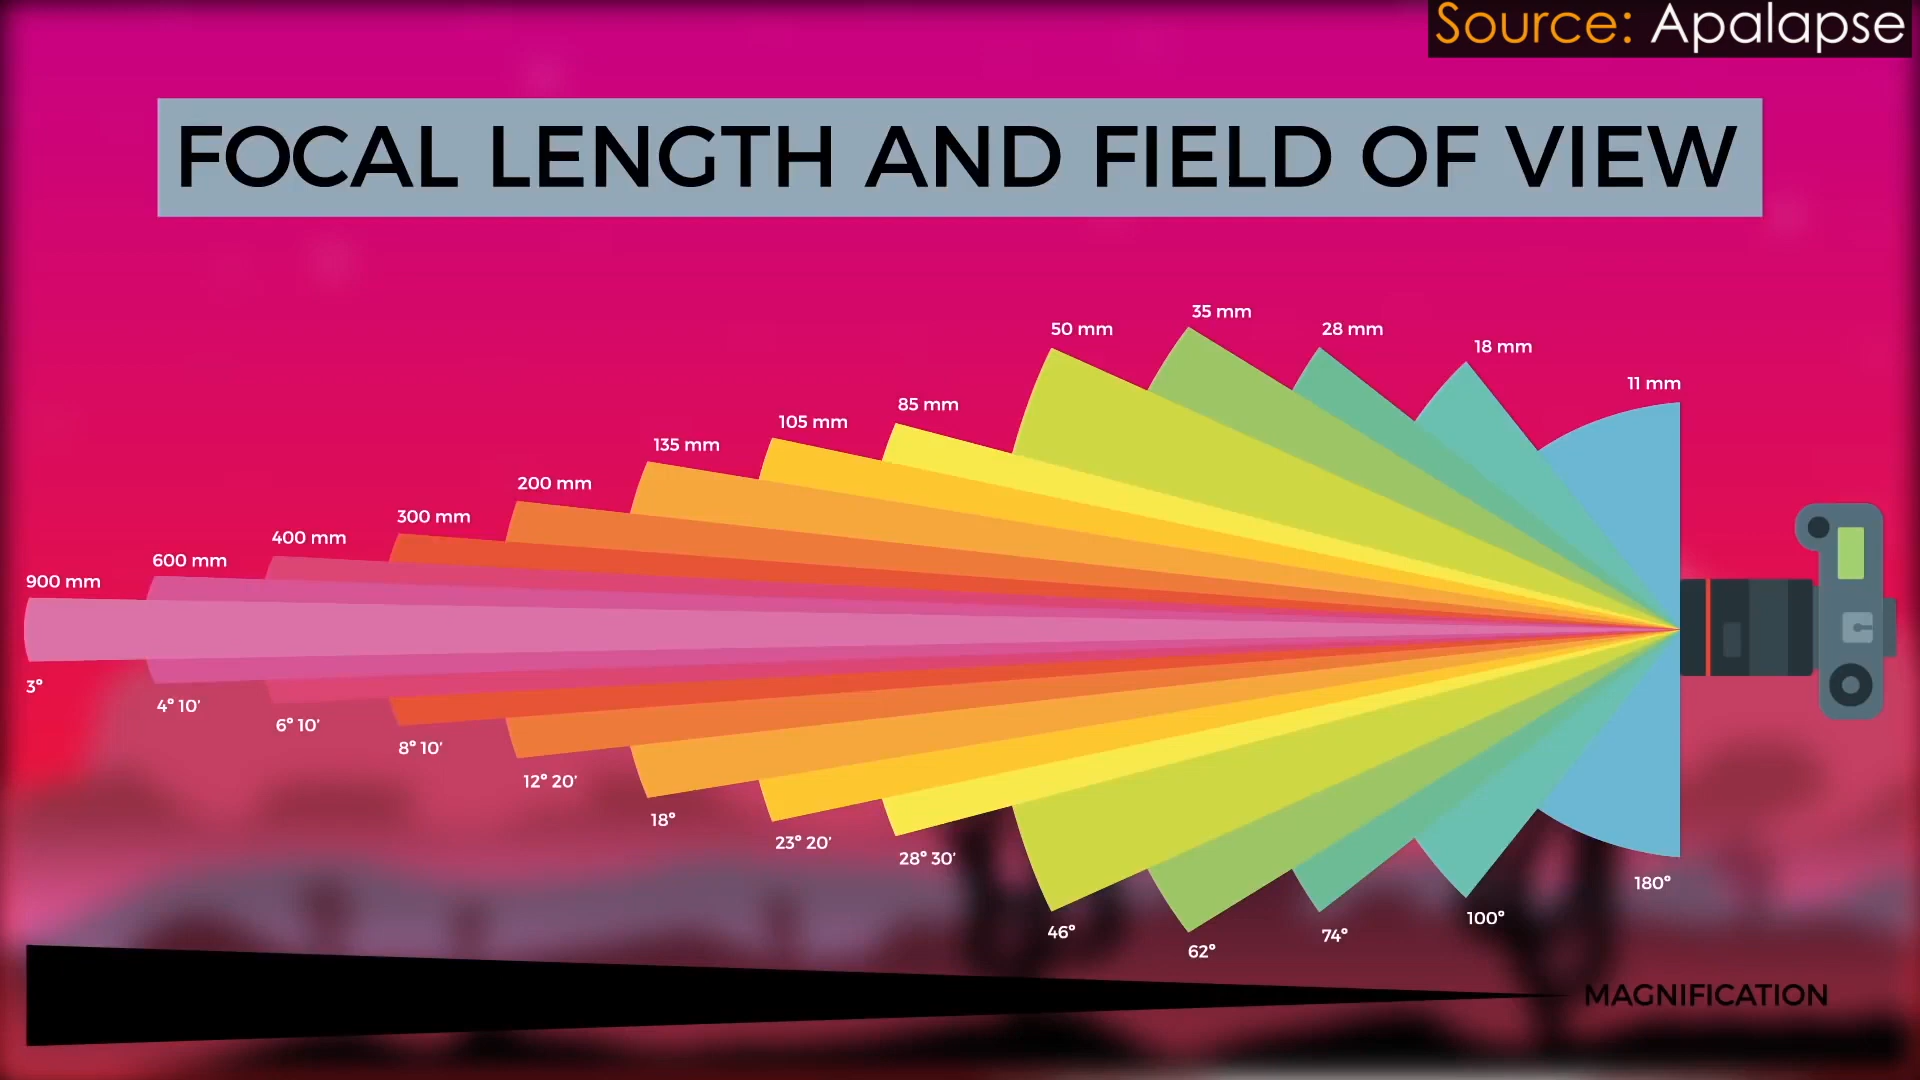 Source: Apalapse
FOCAL LENGTH AND FIELD OF VIEW
35 mm
50 mm
28 mm
18 mm
11 mm
85 mm
105 mm
135 mm
200 mm
300 mm
400 mm
600 mm
900 mm
3°
4° 10'
6° 10'
8° 10'
12° 20'
18°
23° 20'
28° 30'
46°
62°
74°
100°
180°
MAGNIFICATION